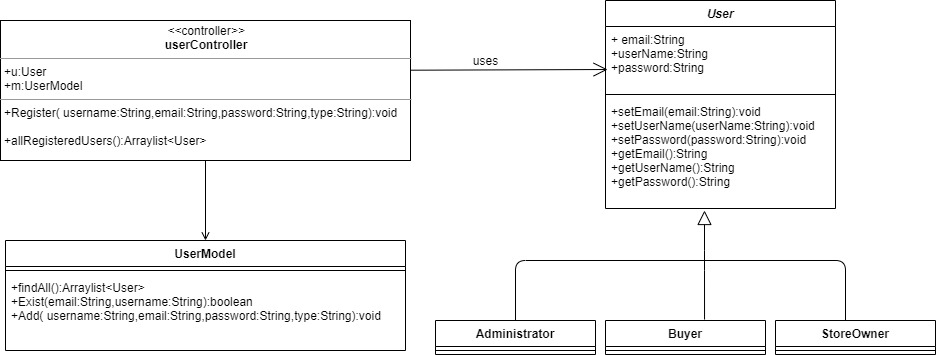 <<controller>>
userController
+u:User
+m:UserModel
+Register( username:String,email:String,password:String,type:String):void
+allRegisteredUsers():Arraylist<User>
uses
User
+ email:String
+userName:String
+password:String
+setEmail(email:String):void
+setUserName(userName:String):void
+setPassword(password:String):void
+getEmail():String
+getUserName():String
+getPassword():String
UserModel
+findAll():Arraylist<User>
+Exist(email:String,username:String):boolean
+Add( username:String,email:String,password:String,type:String):void
Administrator
Buyer
StoreOwner